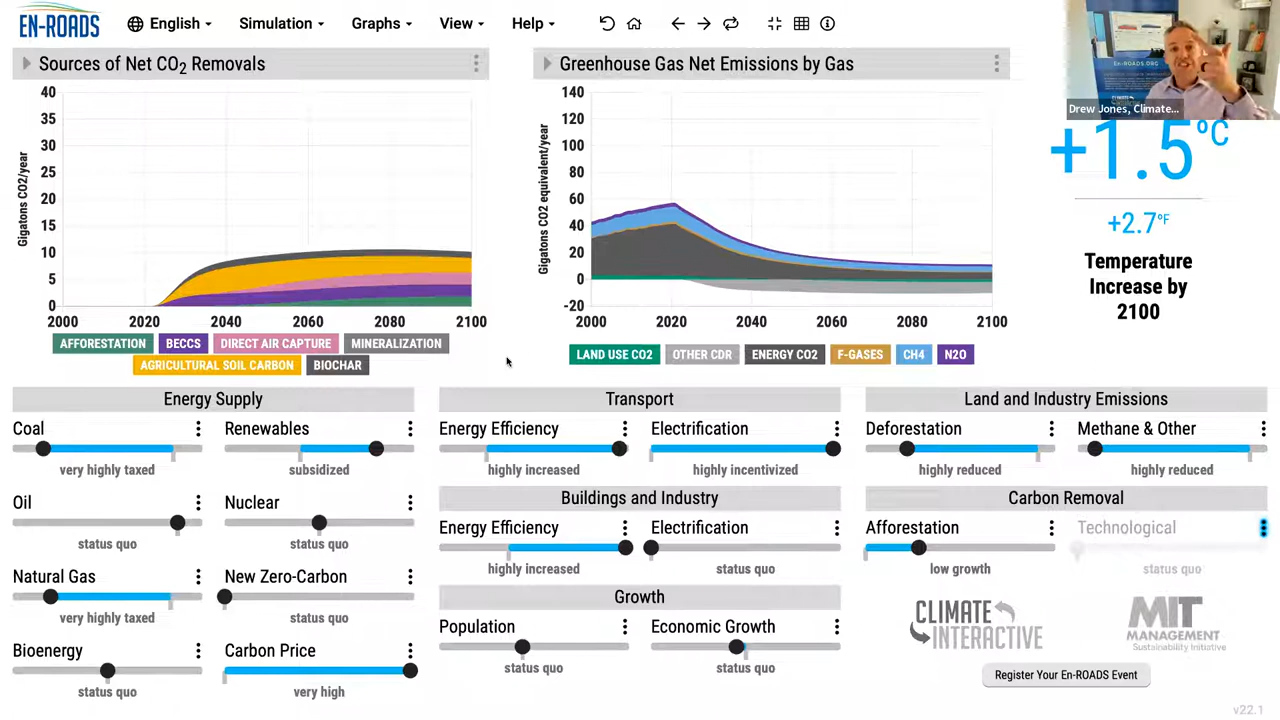 EN-ROADS
English
Simulation
Graphs
View
Help
Sources of Net CO2 Removals
Gigatons CO2/year
40
35
30
25
20
15
10
5
0
2000 2020 2040 2060 2080 2100
AFFORESTATION BECCS DIRECT AIR CAPTURE MINERALIZATION
AGRICULTURAL SOIL CARBON BIOCHAR
Greenhouse Gas Net Emissions by Gas
Gigatons CO2 equivalent/year
140
120
100
80
60
40
20
0
-20
2000 2020 2040 2060 2080 2100
LAND USE CO2 OTHER CDR ENERGY CO2 F-GASES CH4 N2O
EN-ROADS.ORG
Drew Jones, Climate...
+1.5°C
+2.7°F
Temperature
Increase by
2100
Energy Supply
Coal
very highly taxed
Renewables
subsidized
Oil
status quo
Nuclear
status quo
Natural Gas
very highly taxed
New Zero-Carbon
status quo
Bioenergy
status quo
Carbon Price
very high
Transport
Energy Efficiency
highly increased
Electrification
highly incentivized
Buildings and Industry
Energy Efficiency
highly increased
Electrification
status quo
Growth
Population
status quo
Economic Growth
status quo
Land and Industry Emissions
Deforestation
highly reduced
Methane & Other
highly reduced
Carbon Removal
Afforestation
low growth
Technological
status quo
CLIMATE
INTERACTIVE
MIT
MANAGEMENT
Sustainability Initiative
Register Your En-ROADS Event
v22.1